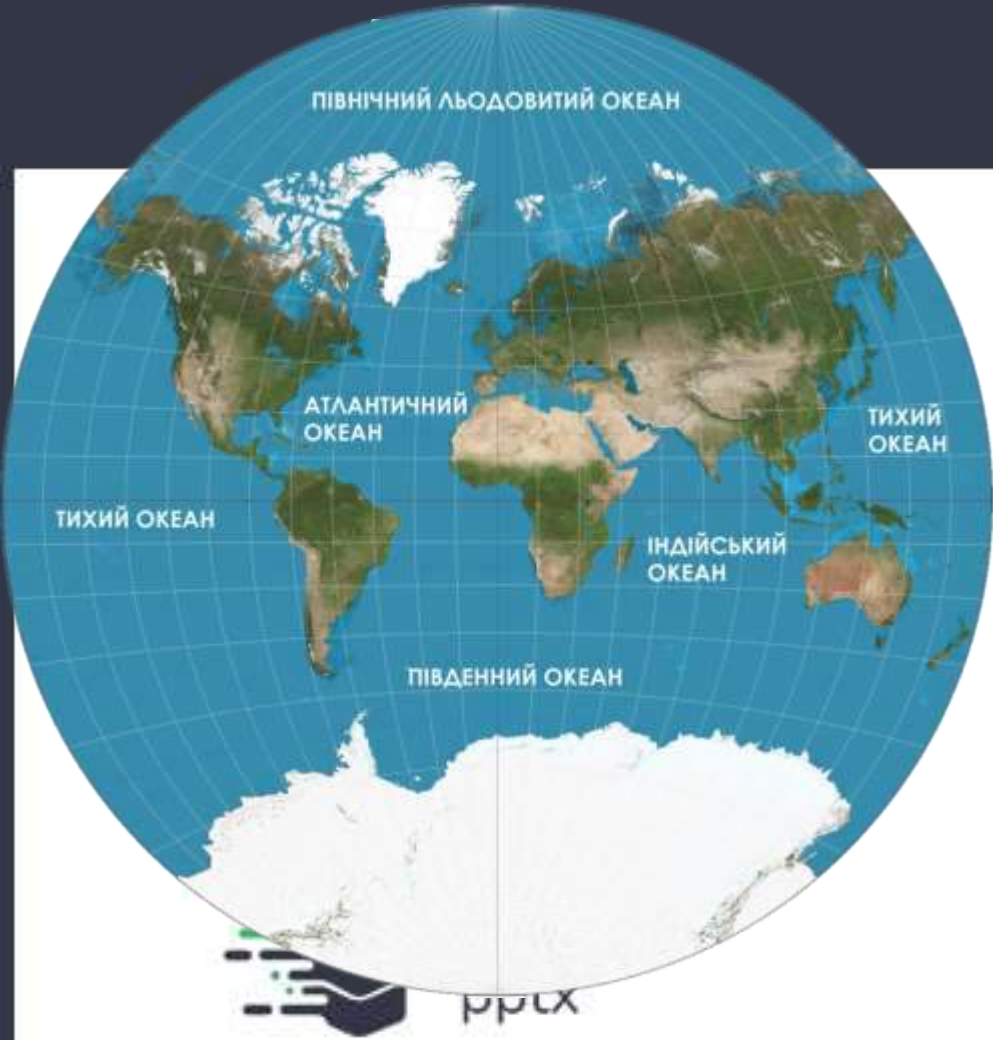 ПІВНІЧНИЙ ЛЬОДОВИТИЙ ОКЕАН
АТЛАНТИЧНИЙ
ОКЕАН
ТИХИЙ
ОКЕАН
ТИХИЙ ОКЕАН
ІНДІЙСЬКИЙ
ОКЕАН
ПІВДЕННИЙ ОКЕАН
pptx